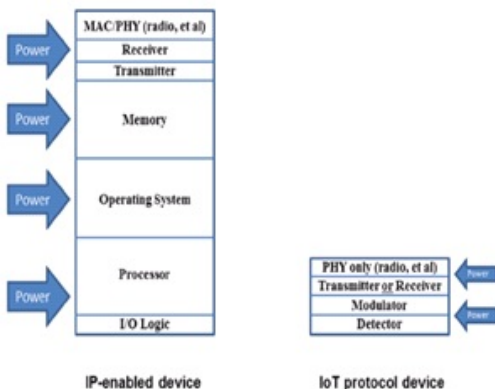 MAC/PHY (radio, et al)
Power
Receiver
Transmitter
Power
Memory
Power
Operating System
Processor
Power
I/O Logic
PHY only (radio, et al)
Power
Transmitter or Receiver
Modulator
Power
Detector
IP-enabled device
IoT protocol device